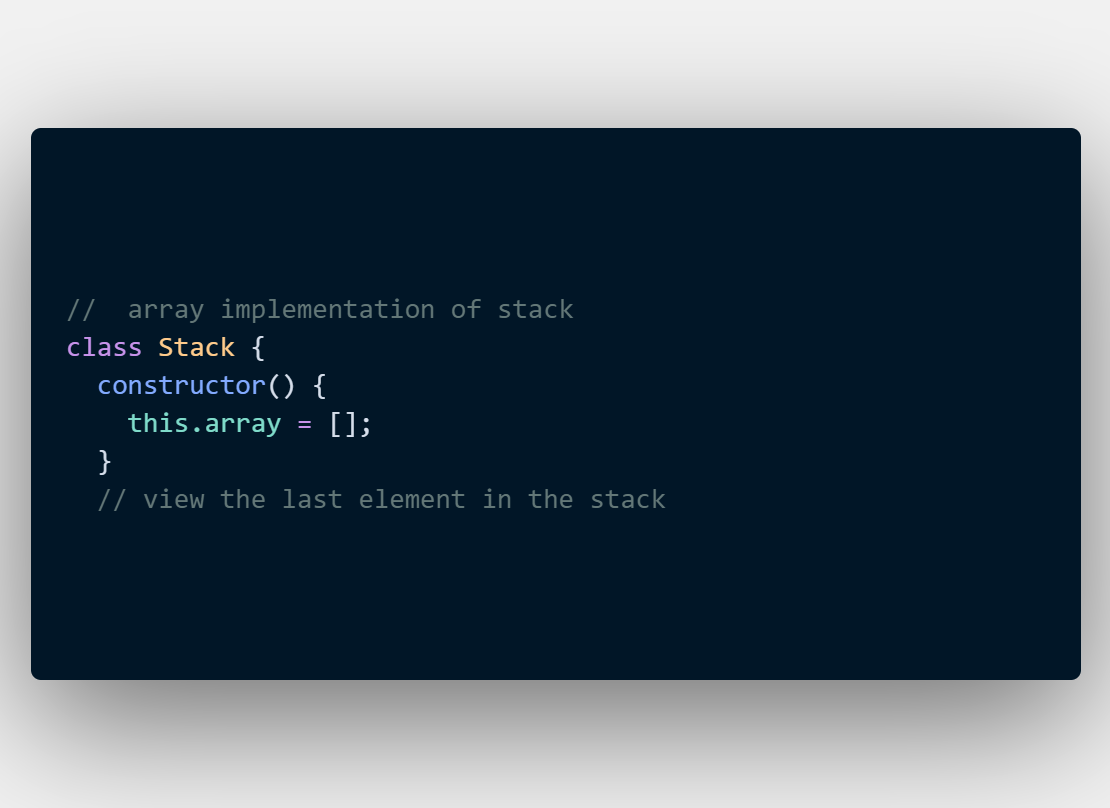 //  array implementation of stack
class Stack {
  constructor() {
    this.array = [];
  }
  // view the last element in the stack